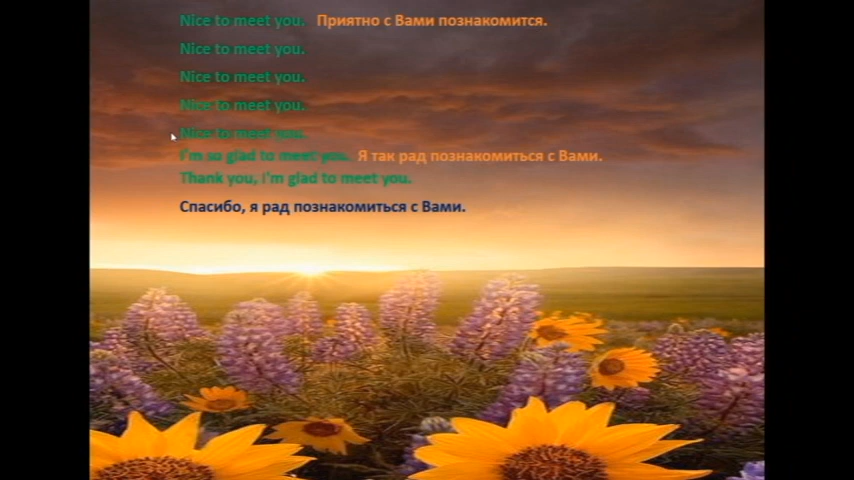 Nice to meet you. Приятно с Вами познакомится.
Nice to meet you.
Nice to meet you.
Nice to meet you.
Nice to meet you.
I'm so glad to meet you. Я так рад познакомиться с Вами.
Thank you, I'm glad to meet you.
Спасибо, я рад познакомиться с Вами.